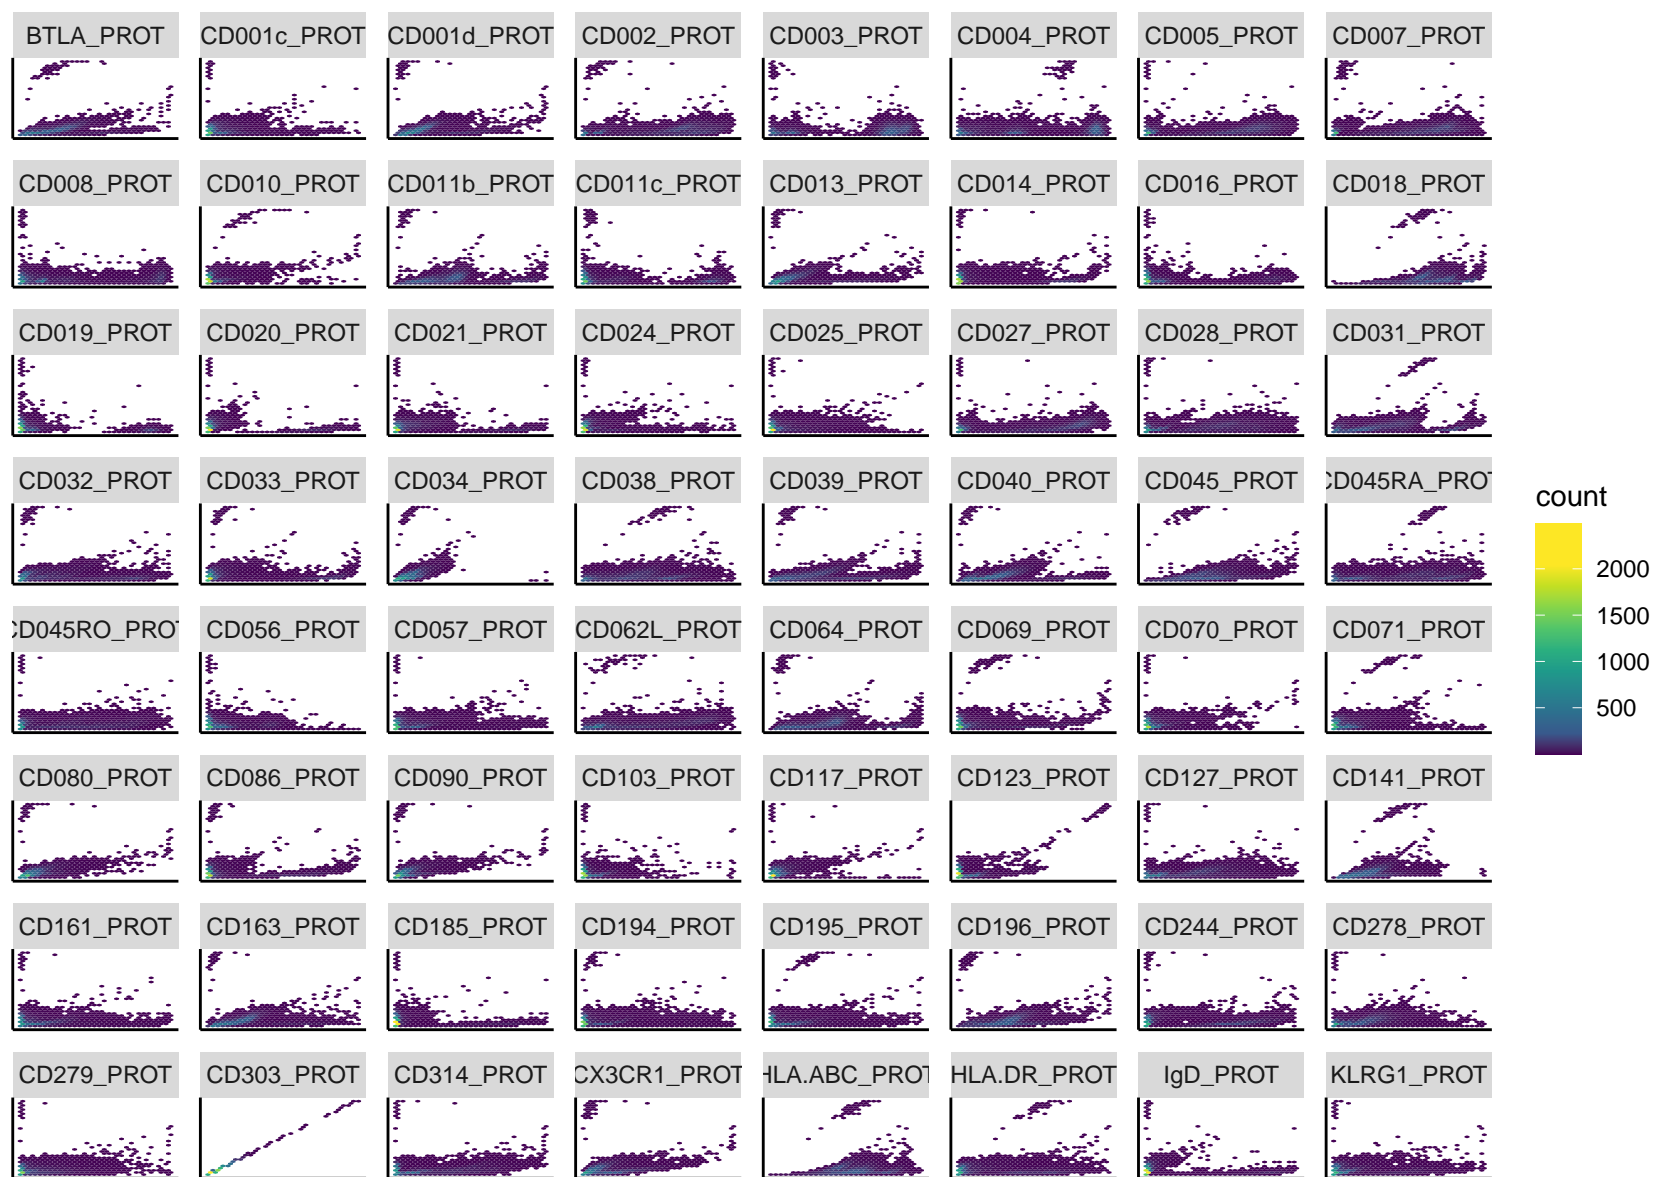 BTLA_PROT CD001c_PROT CD001d_PROT CD002_PROT CD003_PROT CD004_PROT CD005_PROT CD007_PROT
CD008_PROT CD010_PROT CD011b_PROT CD011c_PROT CD013_PROT CD014_PROT CD016_PROT CD018_PROT
CD019_PROT CD020_PROT CD021_PROT CD024_PROT CD025_PROT CD027_PROT CD028_PROT CD031_PROT
CD032_PROT CD033_PROT CD034_PROT CD038_PROT CD039_PROT CD040_PROT CD045_PROT CD045RA_PROT
count
2000
1500
1000
500
CD045RO_PROT CD056_PROT CD057_PROT CD062L_PROT CD064_PROT CD069_PROT CD070_PROT CD071_PROT
CD080_PROT CD086_PROT CD090_PROT CD103_PROT CD117_PROT CD123_PROT CD127_PROT CD141_PROT
CD161_PROT CD163_PROT CD185_PROT CD194_PROT CD195_PROT CD196_PROT CD244_PROT CD278_PROT
CD279_PROT CD303_PROT CD314_PROT CX3CR1_PROT HLA.ABC_PROT HLA.DR_PROT IgD_PROT KLRG1_PROT